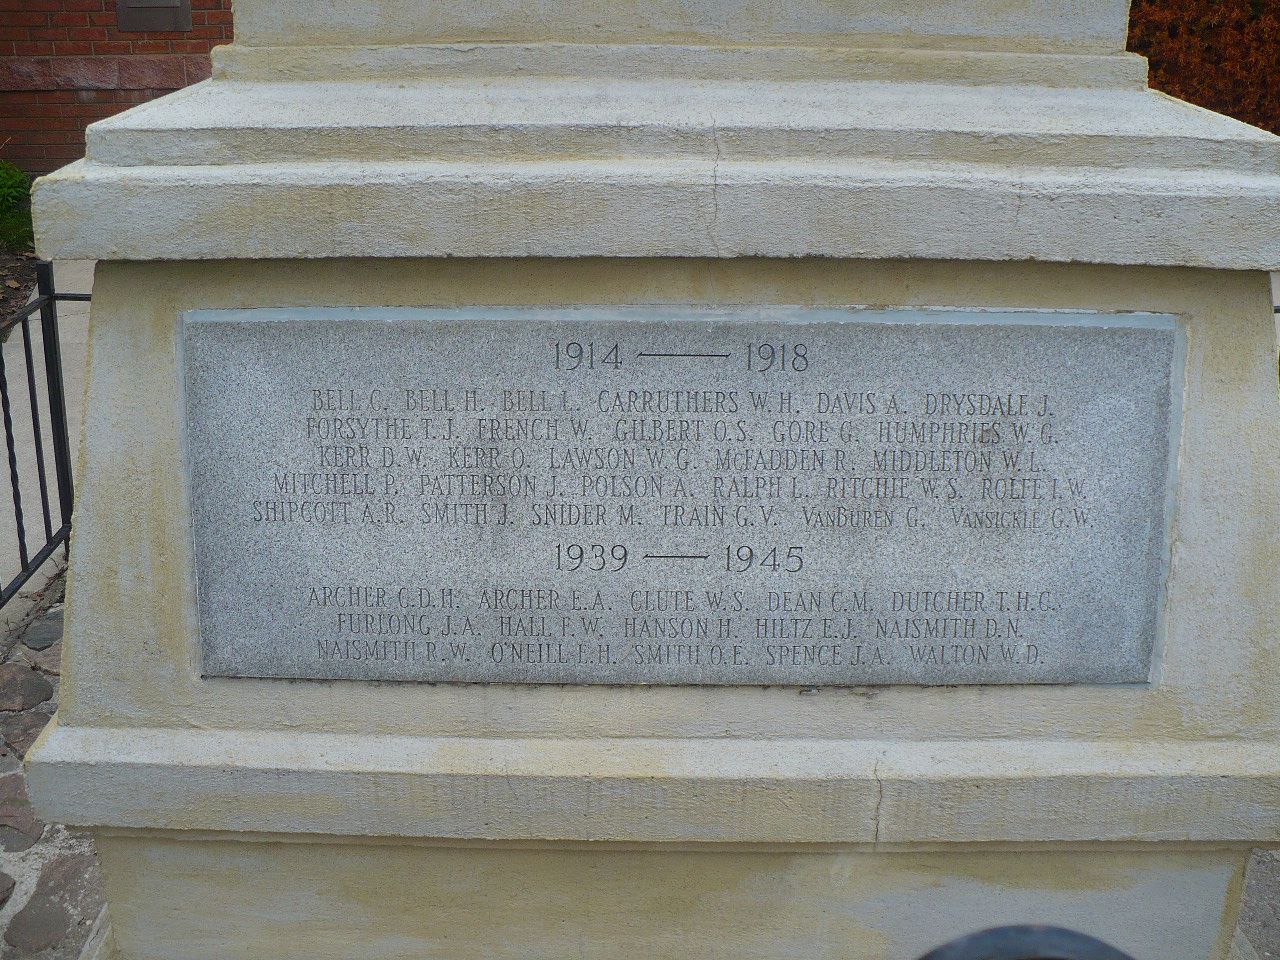 1914 — 1918
BELL C. BELL H. BELL L. CARRUTHERS W.H. DAVIS A. DRYSDALE J.
FORSYTHE T.J. FRENCH W. GILBERT O.S. GORE G. HUMPHRIES W.G.
KERR D.W. KERR O. LAWSON W.G. McFADDEN R. MIDDLETON W.L.
MITCHELL P. PATTERSON J. POLSON A. RALPH L. RITCHIE W.S. ROLFE I.W.
SHIPCOTT A.R. SMITH J. SNIDER M. TRAIN G.V. VANBUREN G. VANSICKLE G.W.
1939 — 1945
ARCHER C.D.H. ARCHER E.A. CLUTE W.S. DEAN C.M. DUTCHER T.H.C.
FURLONG J.A. HALL F.W. HANSON H. HILTZ E.J. NAISMITH D.N.
NAISMITH R.W. O'NEILL E.H. SMITH O.E. SPENCE J.A. WALTON W.D.